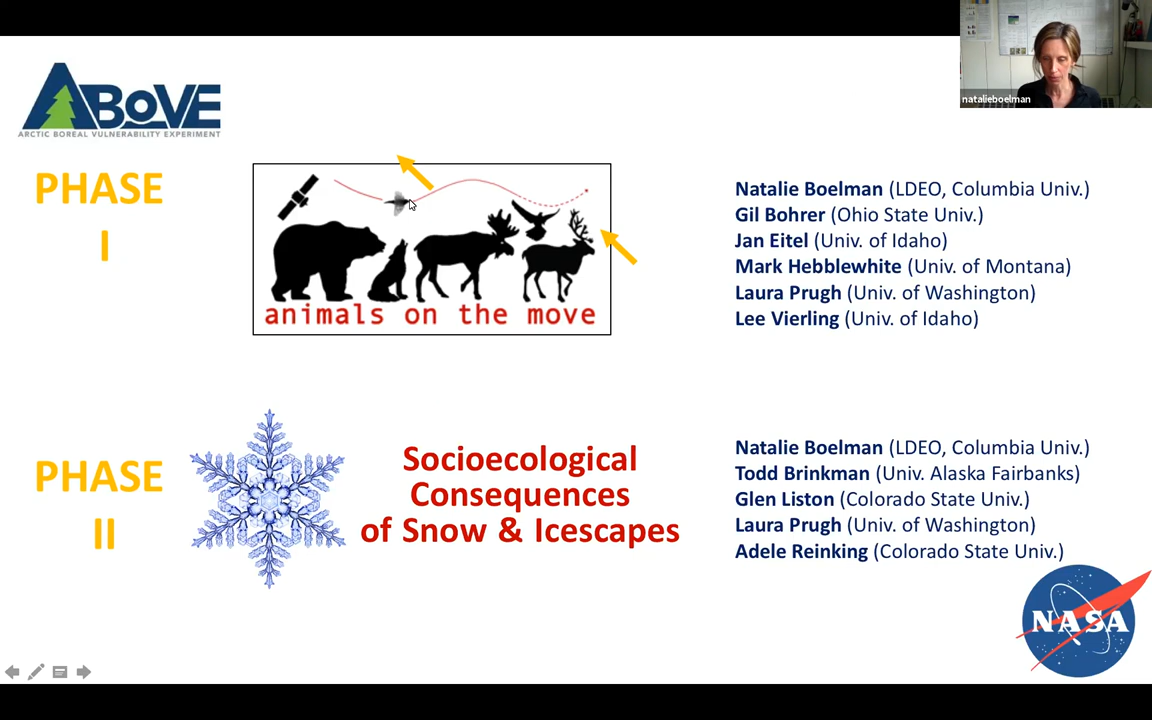 natalieboelman
ABoVE
ARCTIC BOREAL VULNERABILITY EXPERIMENT
PHASE
I
animals on the move
Natalie Boelman (LDEO, Columbia Univ.)
Gil Bohrer (Ohio State Univ.)
Jan Eitel (Univ. of Idaho)
Mark Hebblewhite (Univ. of Montana)
Laura Prugh (Univ. of Washington)
Lee Vierling (Univ. of Idaho)
PHASE
II
Socioecological
Consequences
of Snow & Icescapes
Natalie Boelman (LDEO, Columbia Univ.)
Todd Brinkman (Univ. Alaska Fairbanks)
Glen Liston (Colorado State Univ.)
Laura Prugh (Univ. of Washington)
Adele Reinking (Colorado State Univ.)
NASA